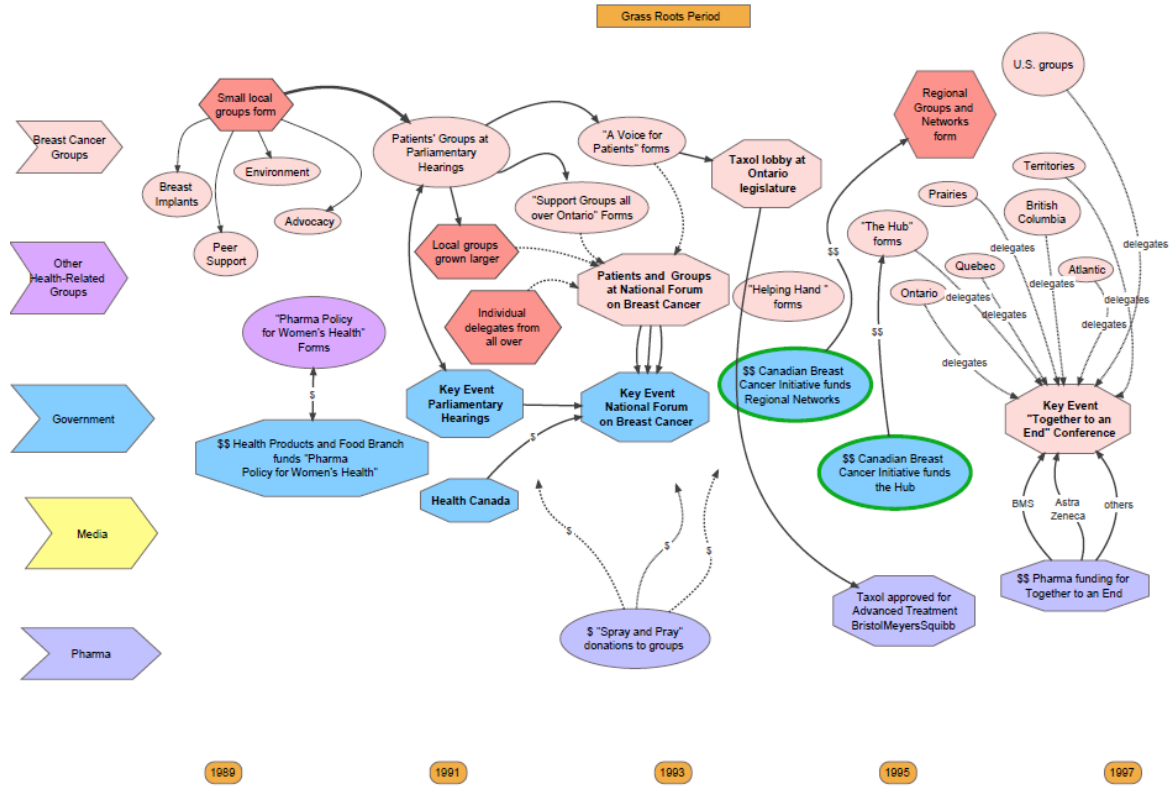 Grass Roots Period
Breast Cancer
Groups
Other
Health-Related
Groups
Government
Media
Pharma
Small local
groups form
Breast
Implants
Environment
Peer
Support
Advocacy
Patients' Groups at
Parliamentary
Hearings
"A Voice for
Patients" forms
"Support Groups all
over Ontario" Forms
Local groups
grown larger
Individual
delegates from
all over
Patients and Groups
at National Forum
on Breast Cancer
Taxol lobby at
Ontario
legislature
"Helping Hand "
forms
Regional
Groups and
Networks
form
U.S. groups
Territories
Prairies
British
Columbia
"The Hub"
forms
Quebec
Atlantic
Ontario
delegates
delegates
delegates
delegates
delegates
delegates
delegates
delegates
"Pharma Policy
for Women's Health"
Forms
$
$$ Health Products and Food Branch
funds "Pharma
Policy for Women's Health"
Key Event
Parliamentary
Hearings
Key Event
National Forum
on Breast Cancer
$
Health Canada
$$ Canadian Breast
Cancer Initiative funds
Regional Networks
$$
$$ Canadian Breast
Cancer Initiative funds
the Hub
$$
Key Event
"Together to an
End" Conference
BMS
Astra
Zeneca
others
$$ Pharma funding for
Together to an End
$
$
$
$ "Spray and Pray"
donations to groups
Taxol approved for
Advanced Treatment
BristolMeyersSquibb
1989
1991
1993
1995
1997